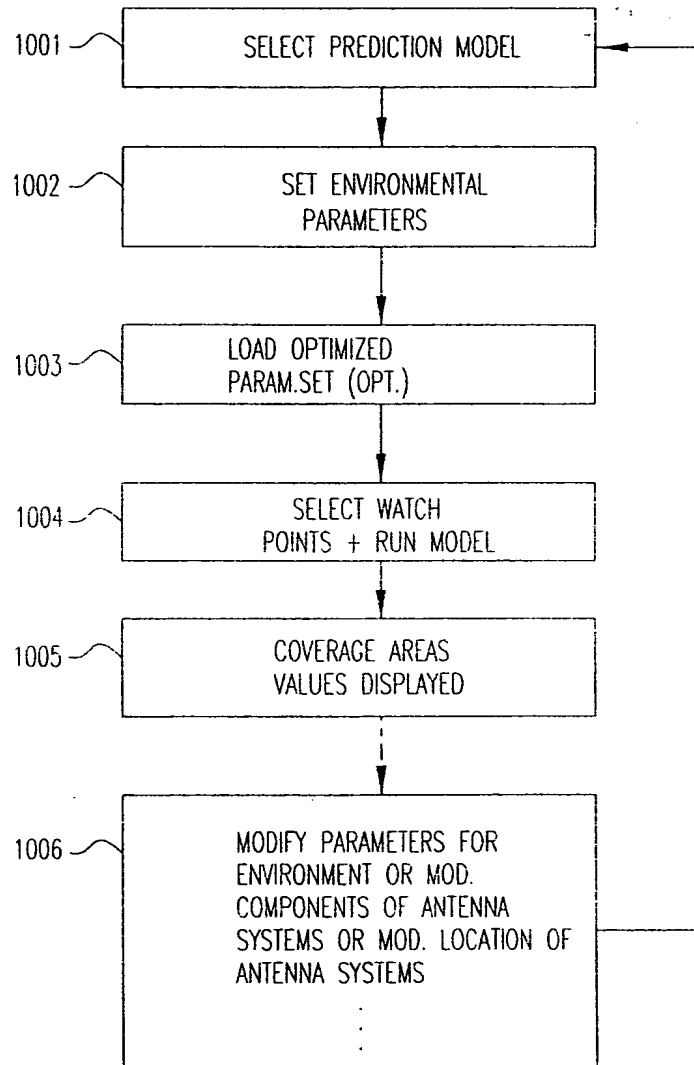 1001
SELECT PREDICTION MODEL
1002
SET ENVIRONMENTAL
PARAMETERS
1003
LOAD OPTIMIZED
PARAM.SET (OPT.)
1004
SELECT WATCH
POINTS + RUN MODEL
1005
COVERAGE AREAS
VALUES DISPLAYED
1006
MODIFY PARAMETERS FOR
ENVIRONMENT OR MOD.
COMPONENTS OF ANTENNA
SYSTEMS OR MOD. LOCATION OF
ANTENNA SYSTEMS